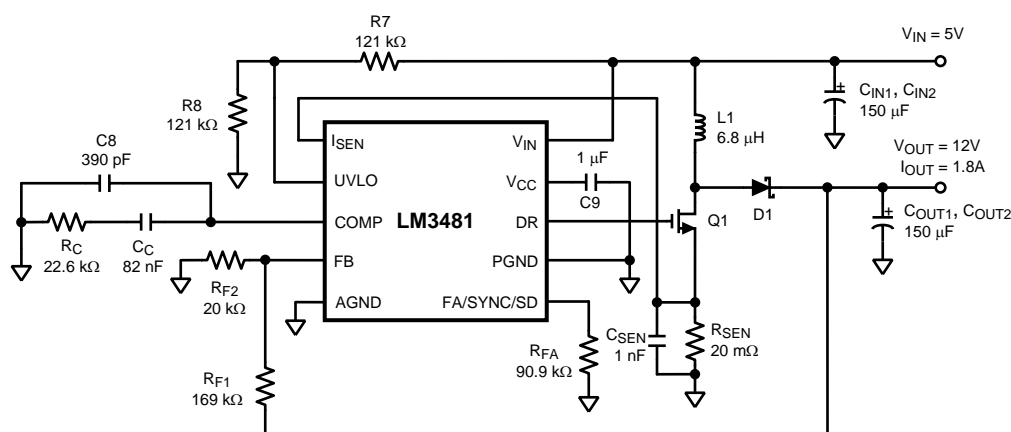 R7
121 kΩ
V_IN = 5V
R8
121 kΩ
C_IN1, C_IN2
150 µF
+
L1
6.8 µH
C8
390 pF
I_SEN
V_IN
1 µF
V_OUT = 12V
I_OUT = 1.8A
UVLO
V_CC
C9
D1
COMP
LM3481
DR
Q1
+
C_OUT1, C_OUT2
150 µF
R_C
22.6 kΩ
C_C
82 nF
FB
PGND
R_F2
20 kΩ
AGND
FA/SYNC/SD
C_SEN
1 nF
R_SEN
20 mΩ
R_FA
90.9 kΩ
R_F1
169 kΩ